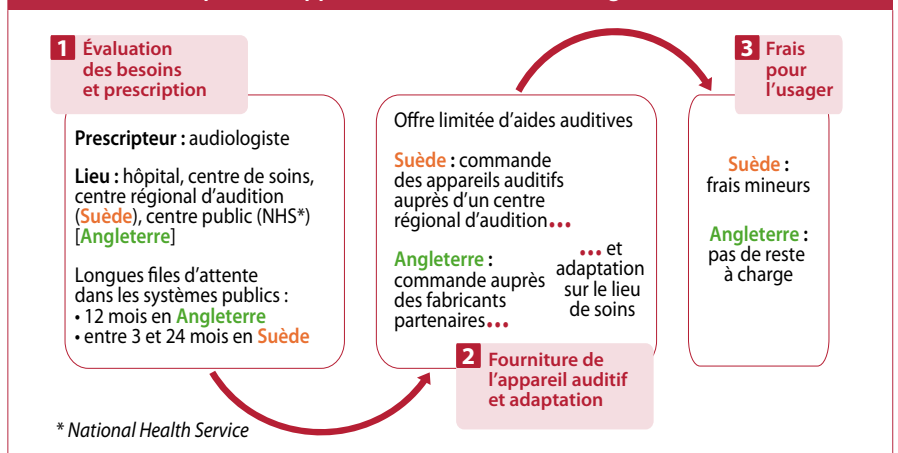 1 Évaluation
des besoins
et prescription
Prescripteur : audiologiste
Lieu : hôpital, centre de soins,
centre régional d'audition
(Suède), centre public (NHS*)
[Angleterre]
Longues files d'attente
dans les systèmes publics :
• 12 mois en Angleterre
• entre 3 et 24 mois en Suède
Offre limitée d'aides auditives
Suède : commande
des appareils auditifs
auprès d'un centre
régional d'audition...
Angleterre :
commande auprès
des fabricants
partenaires...
... et
adaptation
sur le lieu
de soins
2 Fourniture de
l'appareil auditif
et adaptation
3 Frais
pour
l'usager
Suède :
frais mineurs
Angleterre :
pas de reste
à charge
* National Health Service